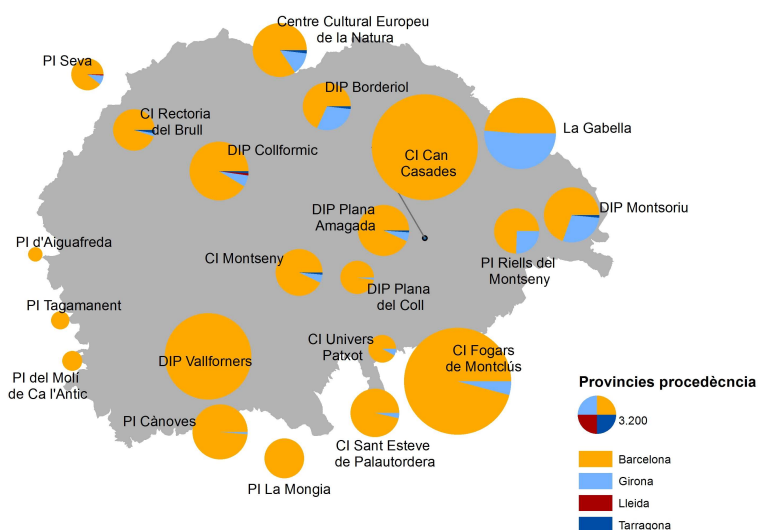 Centre Cultural Europeu
de la Natura
PI Seva
DIP Borderiol
CI Rectoria
del Brull
La Gabella
DIP Collformic
CI Can
Casades
DIP Plana
Amagada
DIP Montsoriu
PI d'Aiguafreda
CI Montseny
PI Riells del
Montseny
DIP Plana
del Coll
PI Tagamanent
CI Univers
Patxot
CI Fogars
de Montclús
DIP Vallforners
PI del Molí
de Ca l'Antic
PI Cànoves
CI Sant Esteve
de Palautordera
PI La Mongia
Provincies procedècncia
3.200
Barcelona
Girona
Lleida
Tarragona